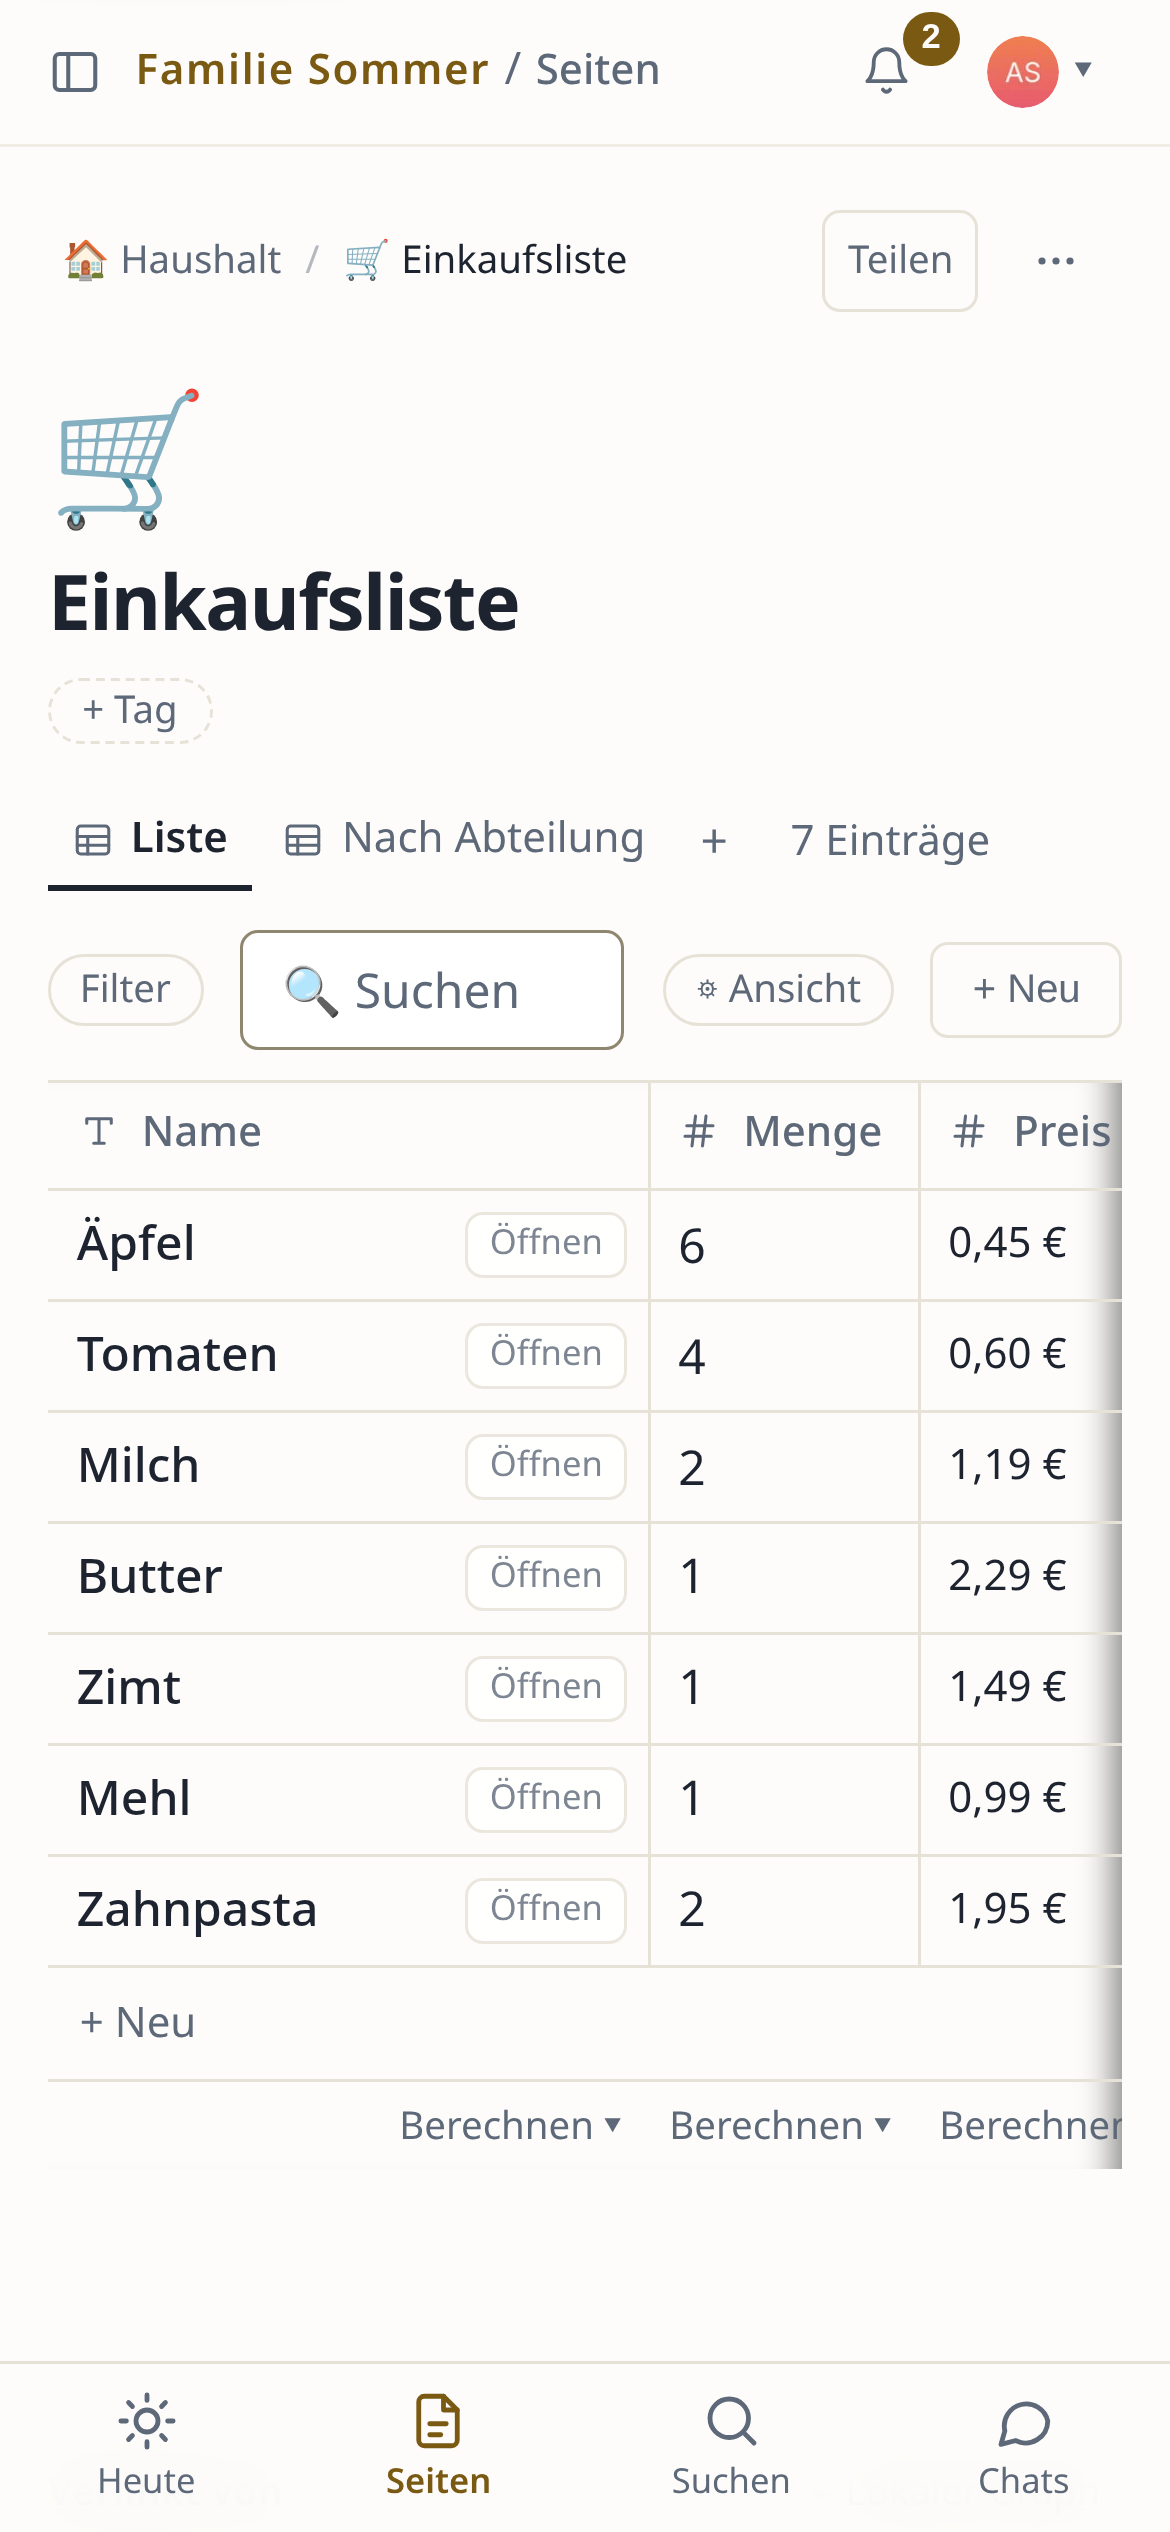 Familie Sommer / Seiten
2
AS ▼
🏠 Haushalt / 🛒 Einkaufsliste
Teilen
...
Einkaufsliste
+ Tag
Liste
Nach Abteilung
+
7 Einträge
Filter
🔍 Suchen
⚙ Ansicht
+ Neu
T Name
# Menge
# Preis
Äpfel Öffnen 6 0,45 €
Tomaten Öffnen 4 0,60 €
Milch Öffnen 2 1,19 €
Butter Öffnen 1 2,29 €
Zimt Öffnen 1 1,49 €
Mehl Öffnen 1 0,99 €
Zahnpasta Öffnen 2 1,95 €
+ Neu
Berechnen ▼ Berechnen ▼ Berechnen
Heute
Seiten
Suchen
Chats